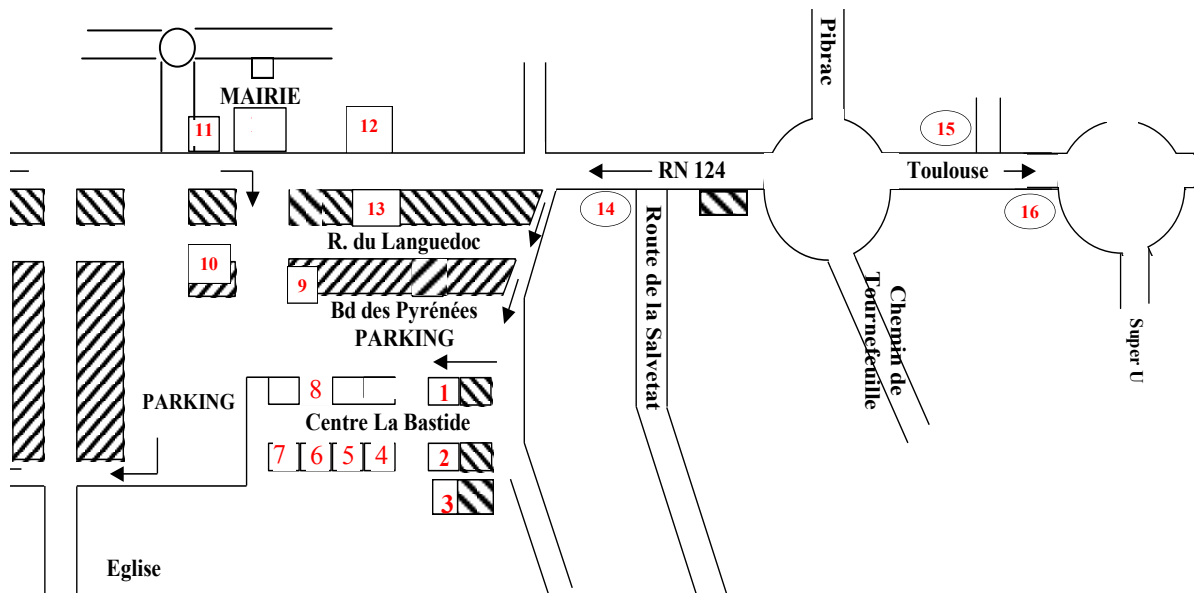 Pibrac
MAIRIE
11
12
15
RN 124
Toulouse
13
14
16
R. du Languedoc
10
9
Bd des Pyrénées
PARKING
Route de la Salvetat
Chemin de
Tournefeuille
Super U
8
1
PARKING
Centre La Bastide
7 6 5 4 2
3
Eglise